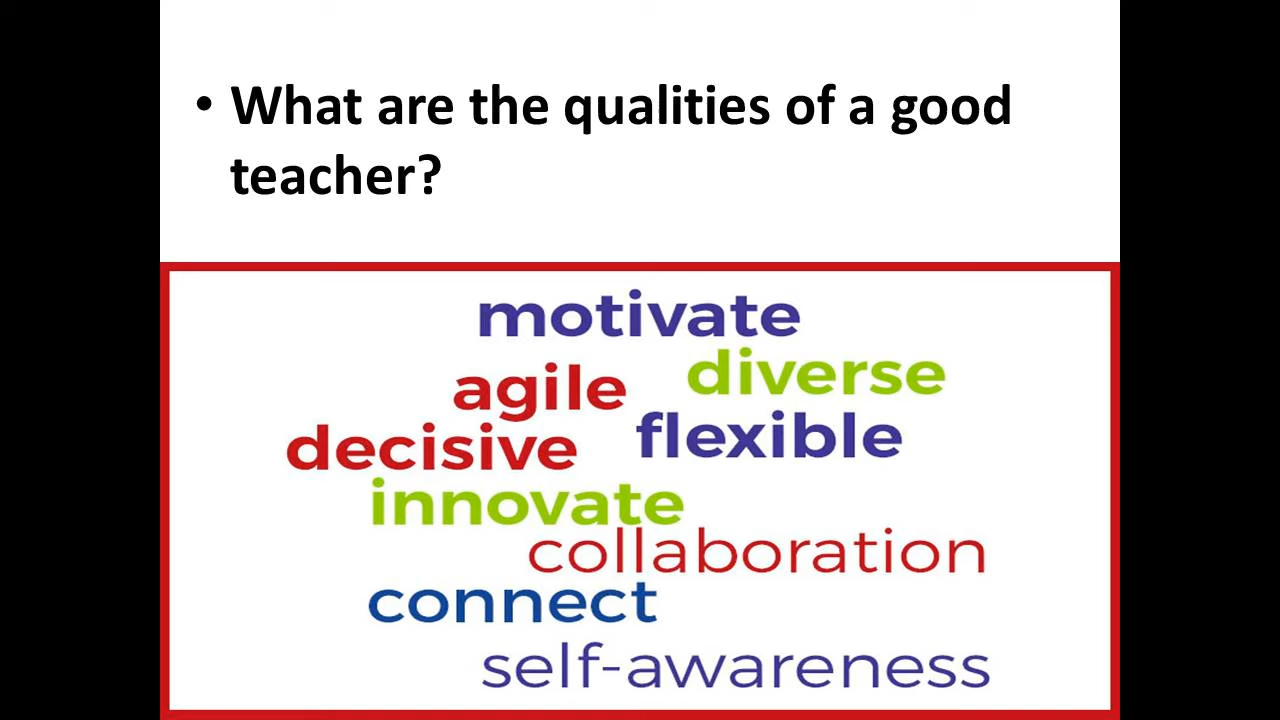 • What are the qualities of a good
teacher?
motivate
diverse
agile
flexible
decisive
innovate
collaboration
connect
self-awareness